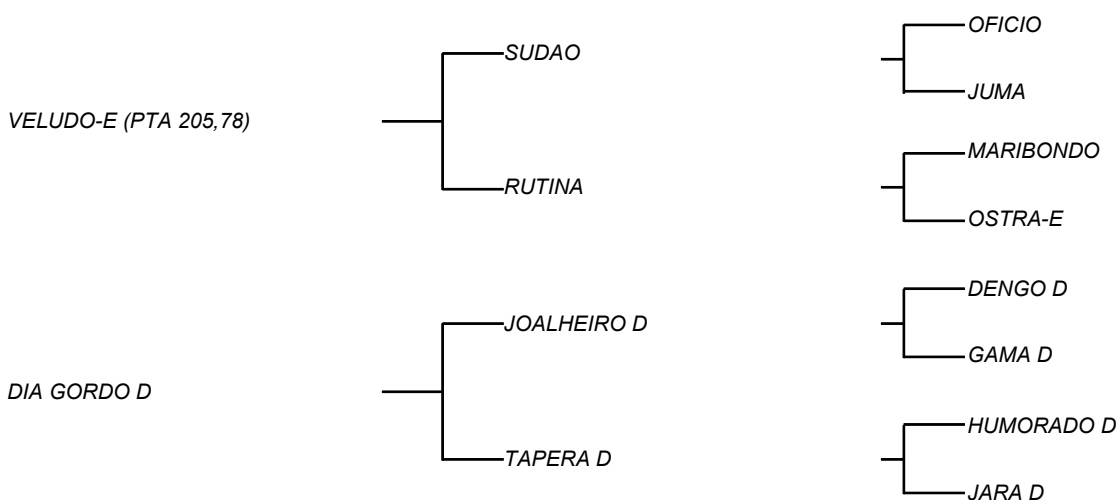 OFICIO
SUDAO
JUMA
VELUDO-E (PTA 205,78)
MARIBONDO
RUTINA
OSTRA-E
DENGO D
JOALHEIRO D
GAMA D
DIA GORDO D
HUMORADO D
TAPERA D
JARA D